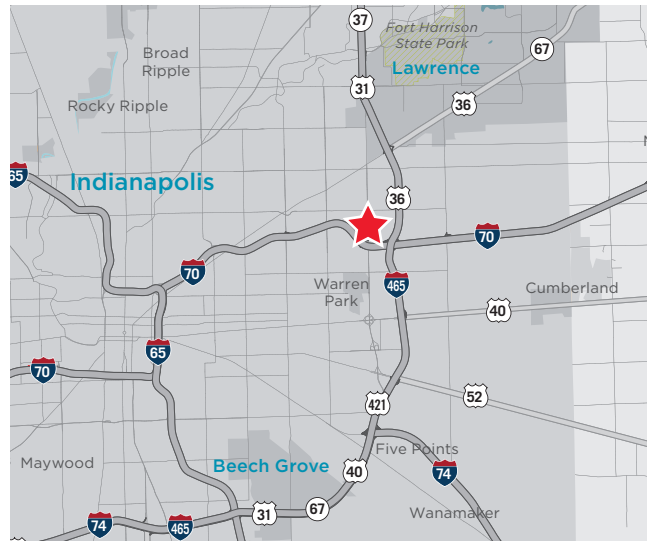 37
Fort Harrison
State Park
67
Broad
Ripple
Lawrence
31
36
Rocky Ripple
65
Indianapolis
36
70
70
Warren
Park
465
Cumberland
40
65
70
52
421
Five Points
Maywood
Beech Grove
40
74
31
67
Wanamaker
74
465